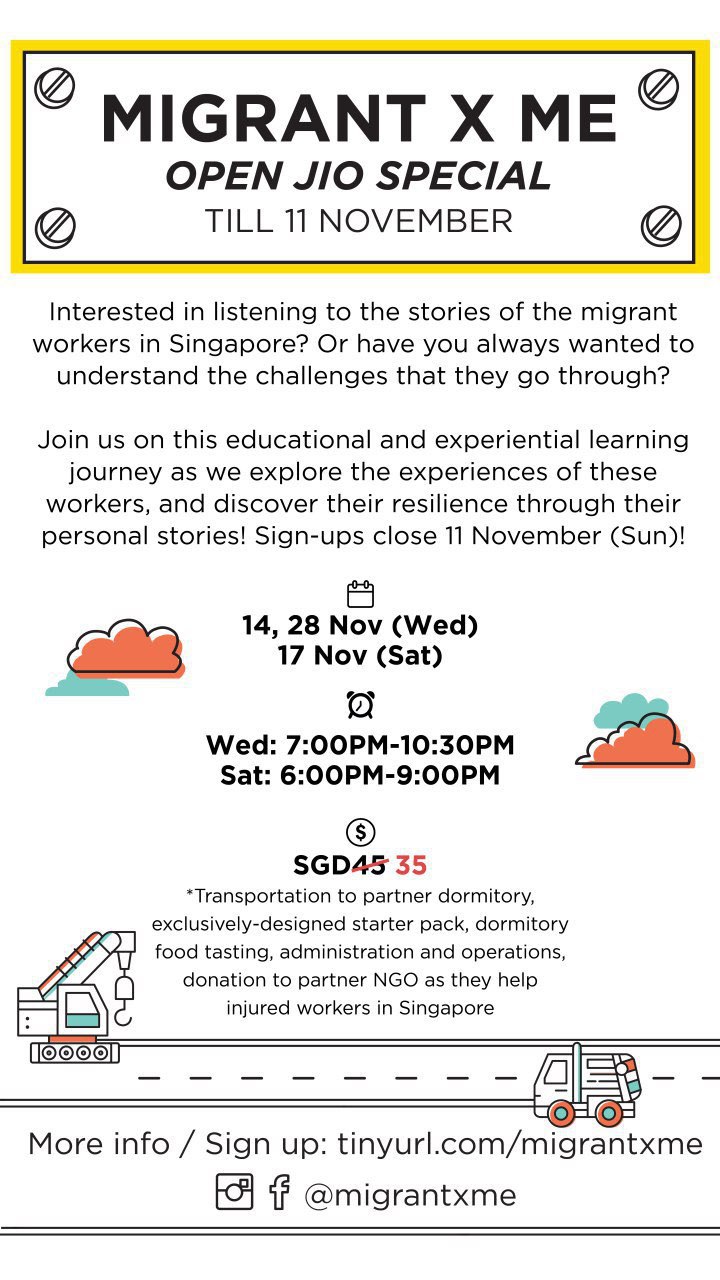 MIGRANT X ME
OPEN JIO SPECIAL
TILL 11 NOVEMBER
Interested in listening to the stories of the migrant
workers in Singapore? Or have you always wanted to
understand the challenges that they go through?
Join us on this educational and experiential learning
journey as we explore the experiences of these
workers, and discover their resilience through their
personal stories! Sign-ups close 11 November (Sun)!
14, 28 Nov (Wed)
17 Nov (Sat)
Wed: 7:00PM-10:30PM
Sat: 6:00PM-9:00PM
$
SGD45 35
*Transportation to partner dormitory,
exclusively-designed starter pack, dormitory
food tasting, administration and operations,
donation to partner NGO as they help
injured workers in Singapore
More info / Sign up: tinyurl.com/migrantxme
@migrantxme